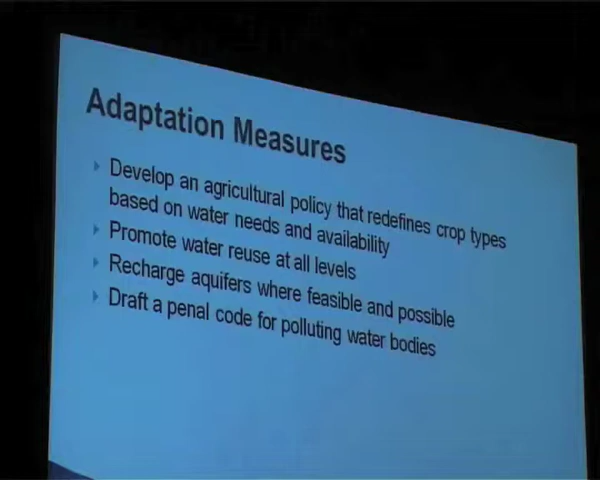 Adaptation Measures
Develop an agricultural policy that redefines crop types
based on water needs and availability
Promote water reuse at all levels
Recharge aquifers where feasible and possible
Draft a penal code for polluting water bodies